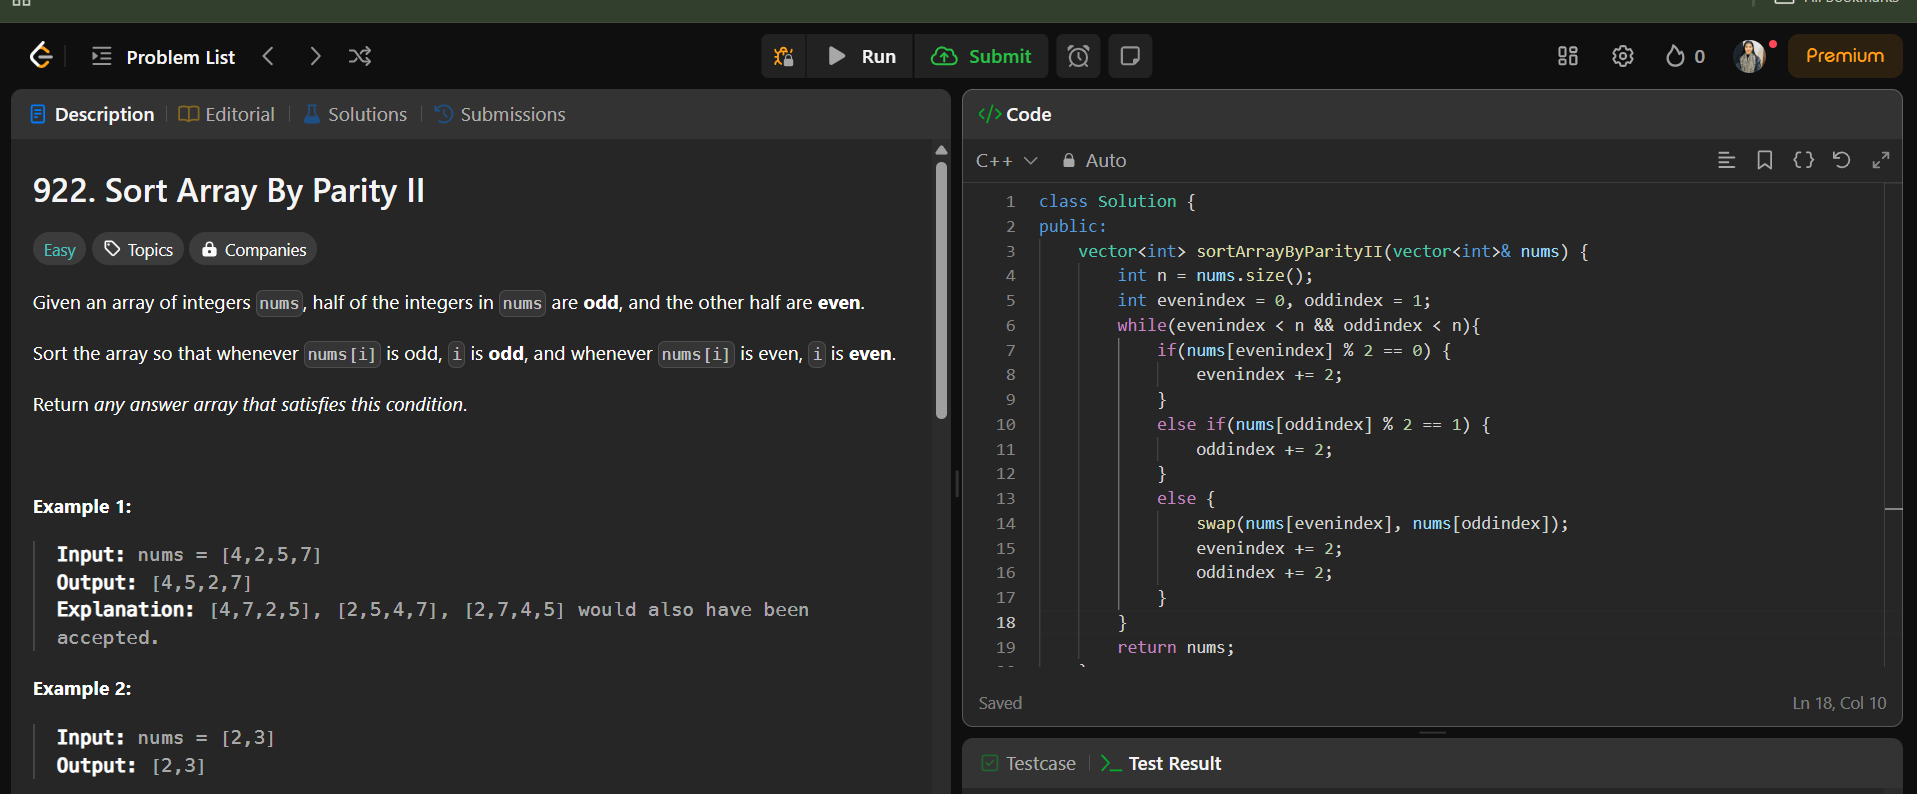 Problem List
Run
Submit
0
Premium
Description
Editorial
Solutions
Submissions
922. Sort Array By Parity II
Easy
Topics
Companies
Given an array of integers nums, half of the integers in nums are odd, and the other half are even.
Sort the array so that whenever nums[i] is odd, i is odd, and whenever nums[i] is even, i is even.
Return any answer array that satisfies this condition.
Example 1:
Input: nums = [4,2,5,7]
Output: [4,5,2,7]
Explanation: [4,7,2,5], [2,5,4,7], [2,7,4,5] would also have been
accepted.
Example 2:
Input: nums = [2,3]
Output: [2,3]
</> Code
C++
Auto
1 class Solution {
2 public:
3 vector<int> sortArrayByParityII(vector<int>& nums) {
4 int n = nums.size();
5 int evenindex = 0, oddindex = 1;
6 while(evenindex < n && oddindex < n){
7 if(nums[evenindex] % 2 == 0) {
8 evenindex += 2;
9 }
10 else if(nums[oddindex] % 2 == 1) {
11 oddindex += 2;
12 }
13 else {
14 swap(nums[evenindex], nums[oddindex]);
15 evenindex += 2;
16 oddindex += 2;
17 }
18 }
19 return nums;
Saved
Ln 18, Col 10
Testcase
Test Result